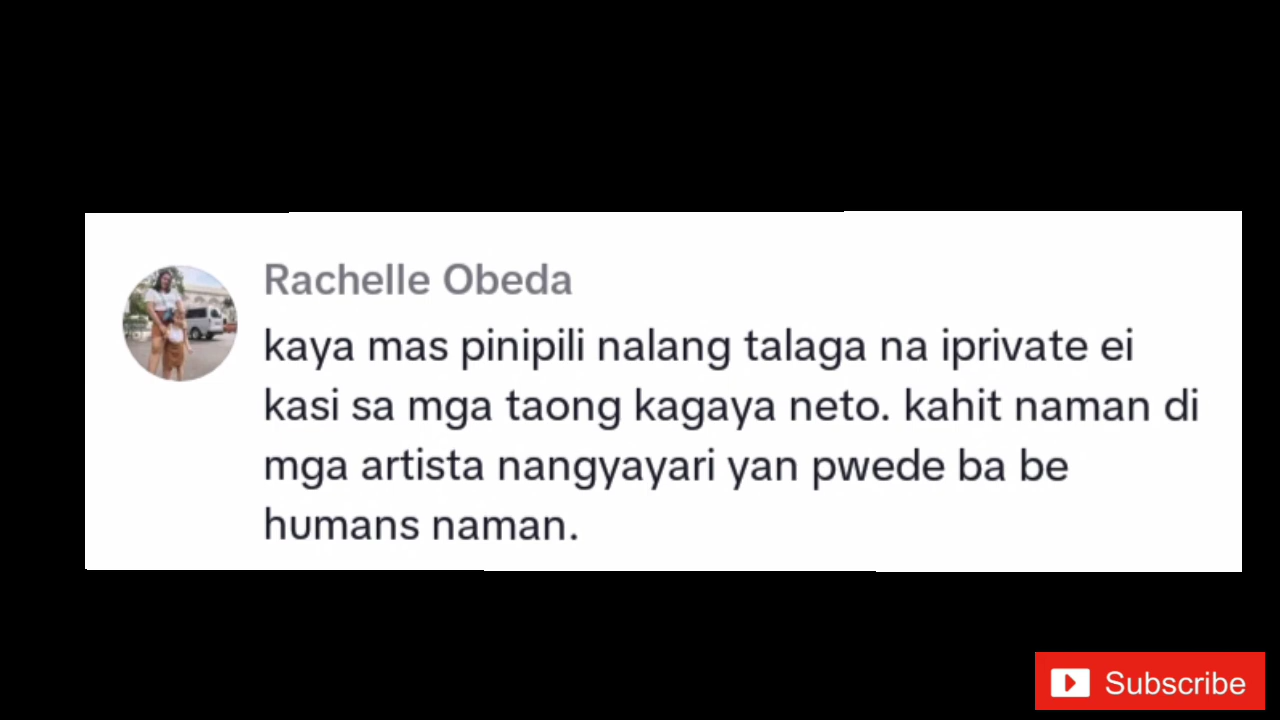 Rachelle Obeda
kaya mas pinipili nalang talaga na iprivate ei
kasi sa mga taong kagaya neto. kahit naman di
mga artista nangyayari yan pwede ba be
humans naman.
Subscribe